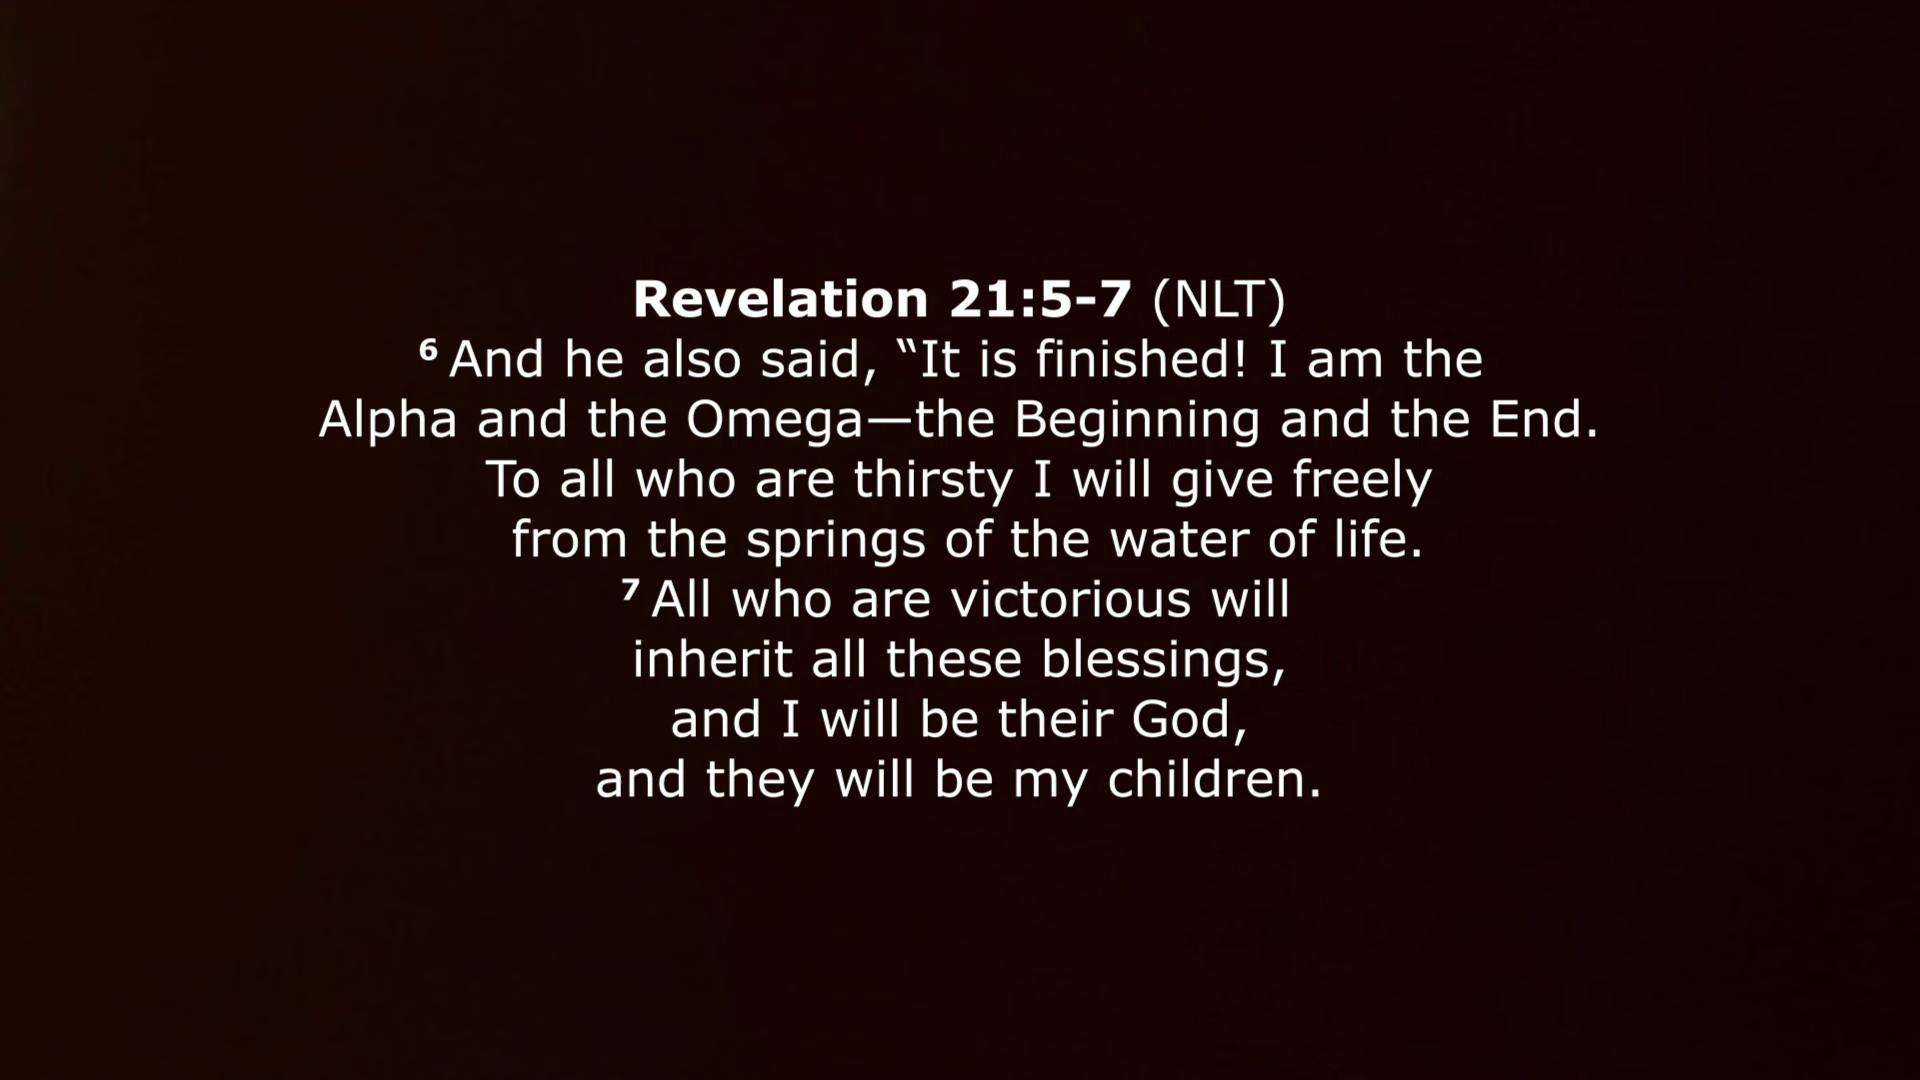 Revelation 21:5-7 (NLT)
⁶ And he also said, “It is finished! I am the
Alpha and the Omega—the Beginning and the End.
To all who are thirsty I will give freely
from the springs of the water of life.
⁷ All who are victorious will
inherit all these blessings,
and I will be their God,
and they will be my children.